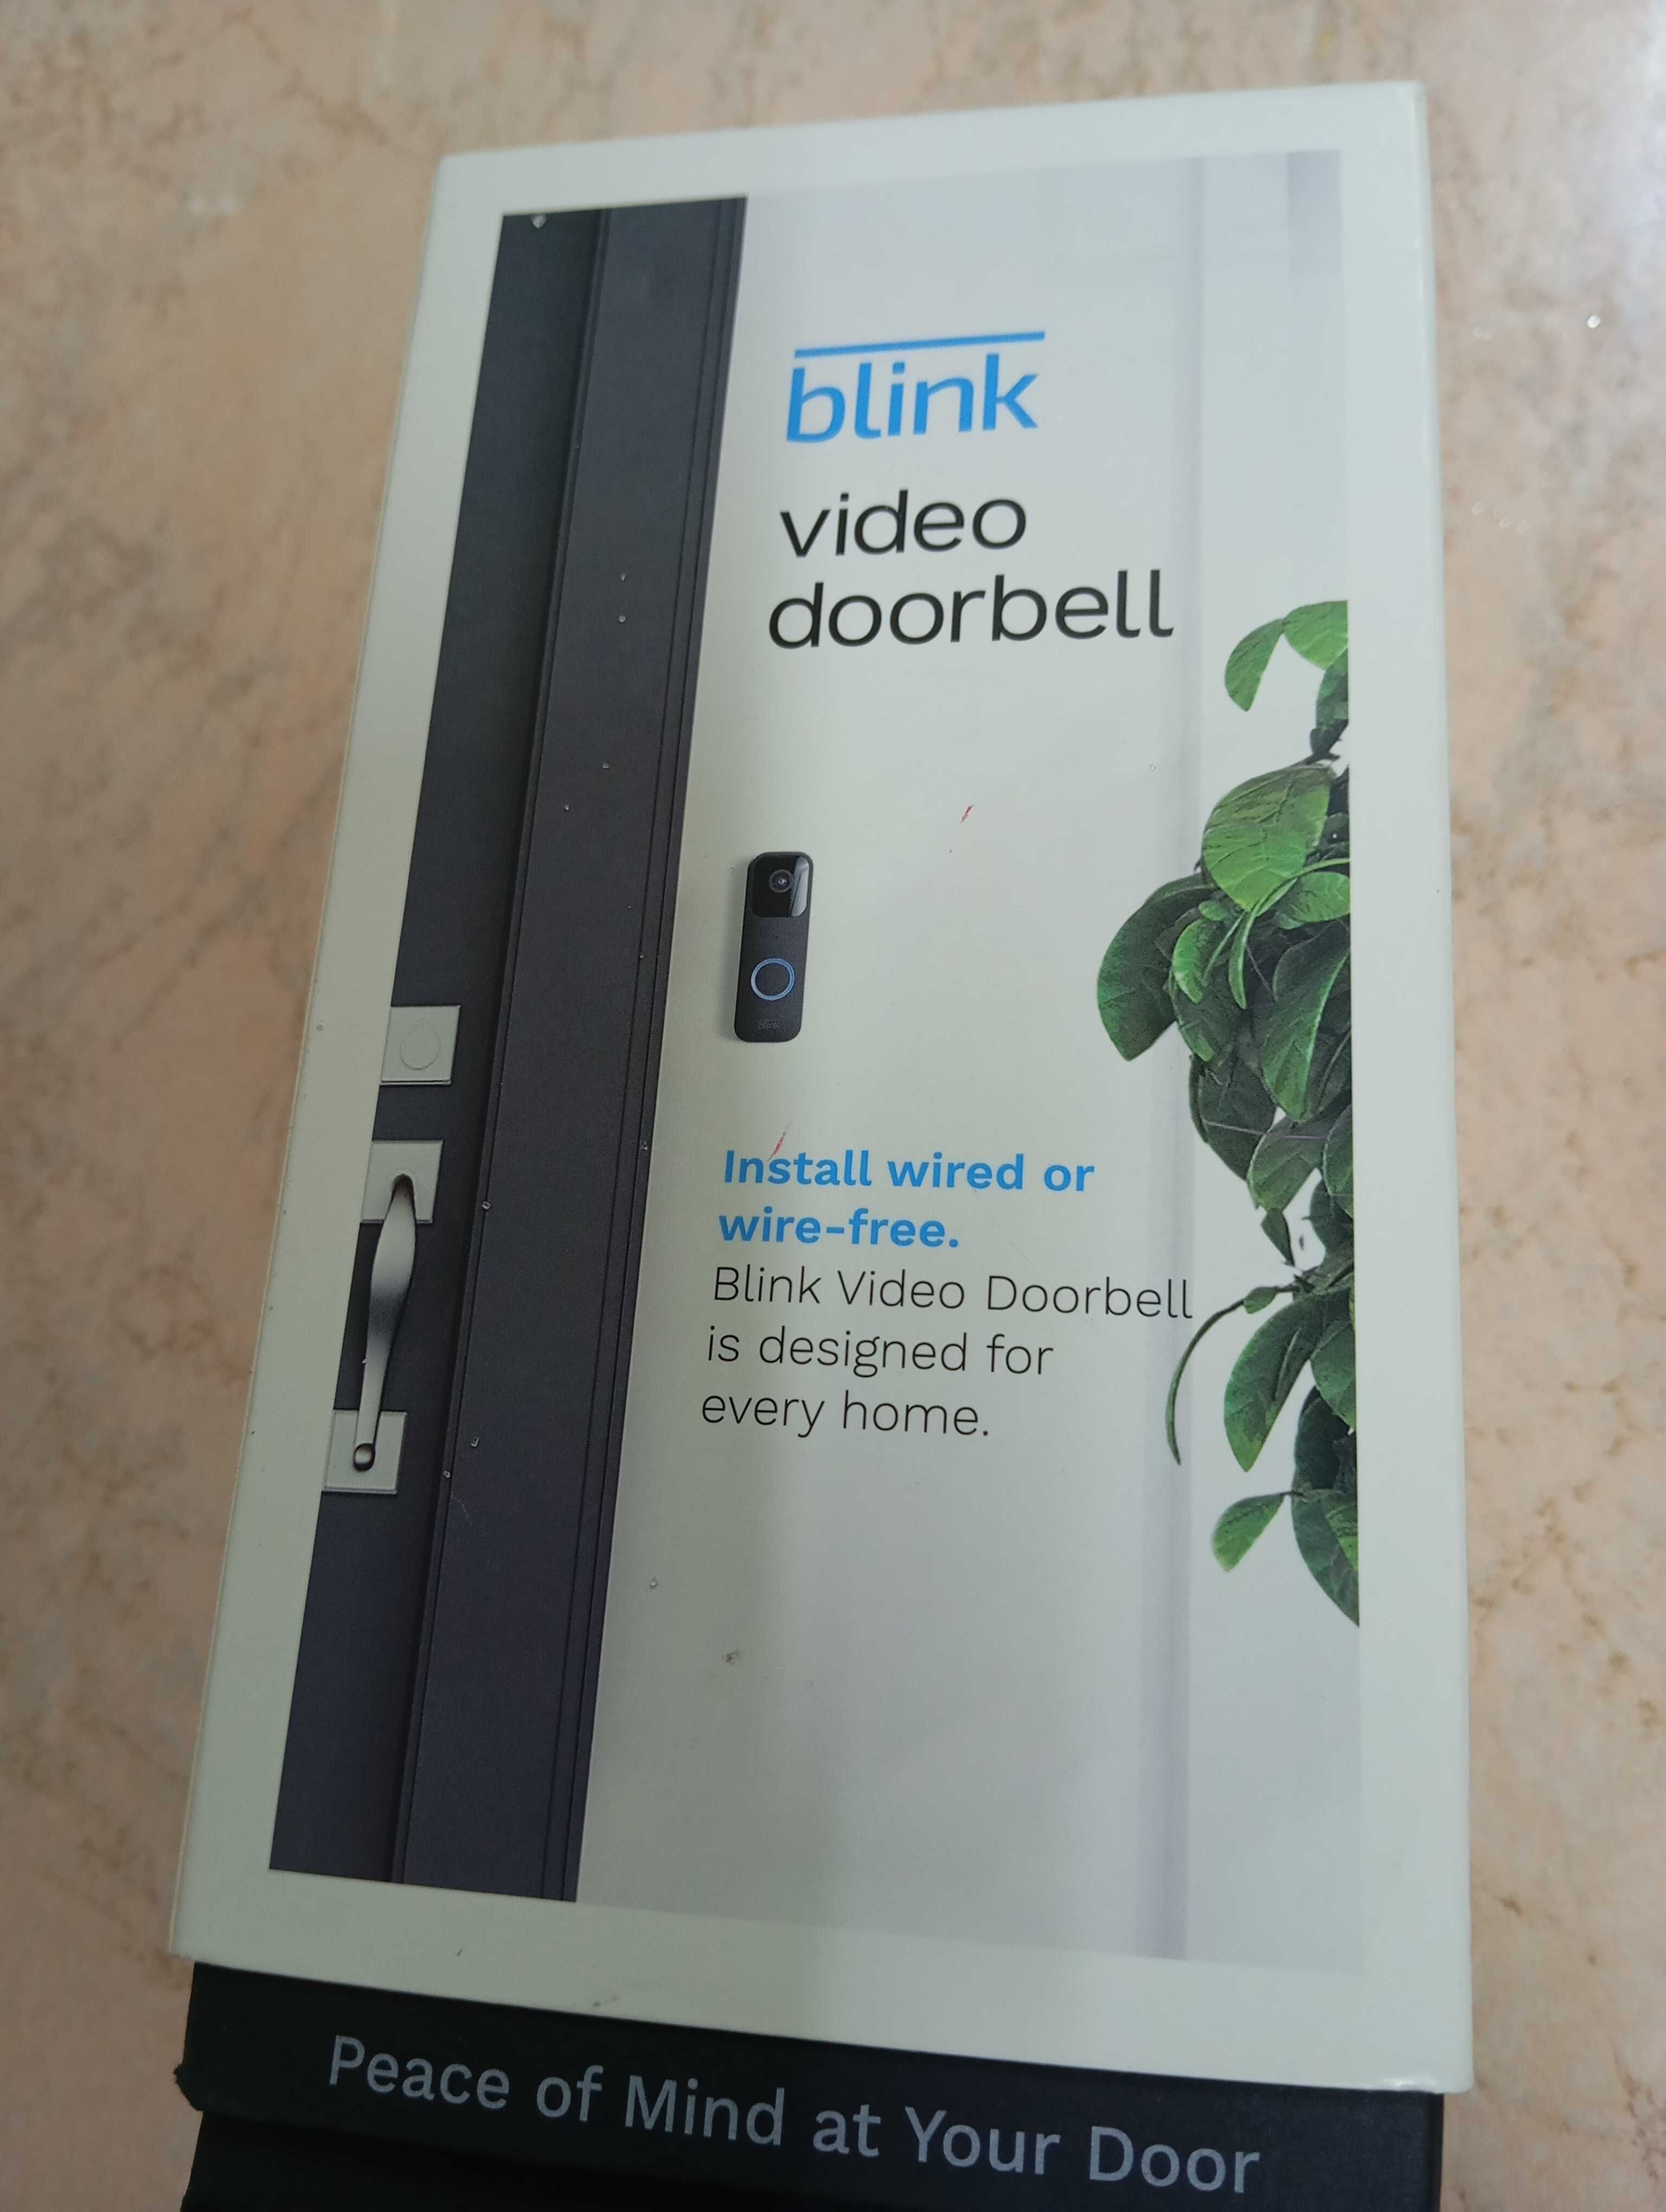 blink
video
doorbell
blink
Install wired or
wire-free.
Blink Video Doorbell
is designed for
every home.
Peace of Mind at Your Door